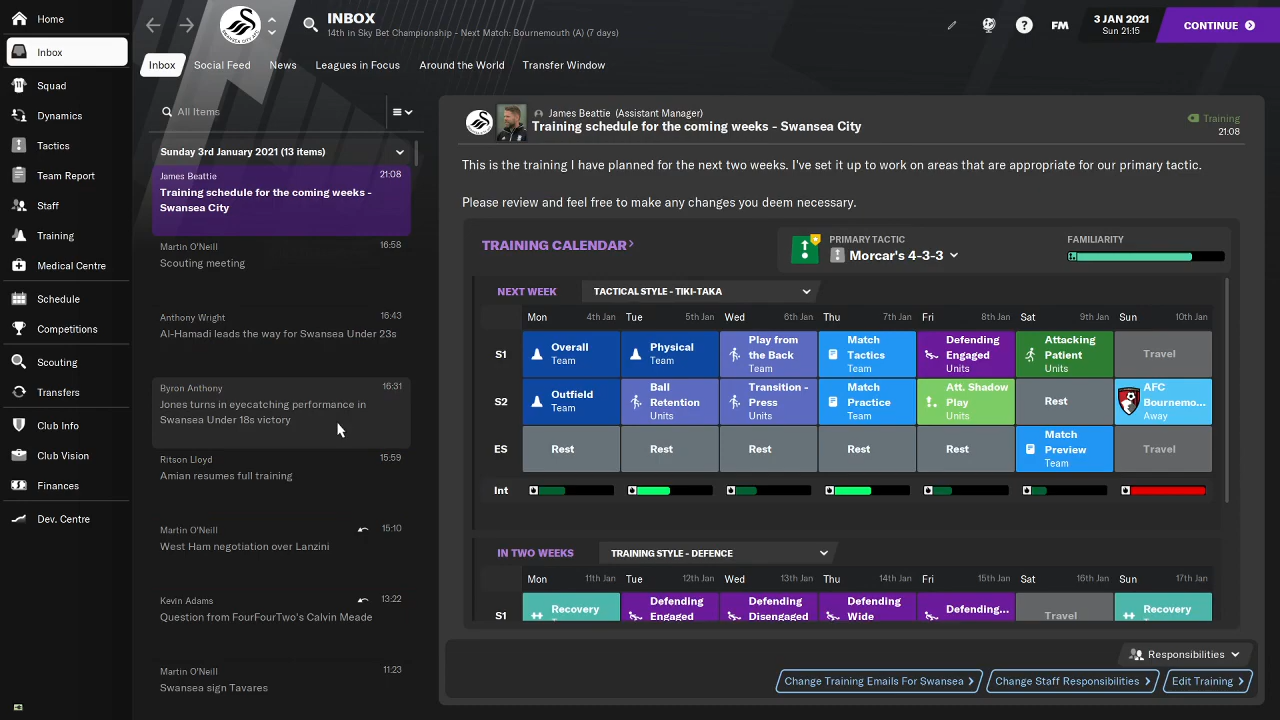 Home
Inbox
Squad
Dynamics
Tactics
Team Report
Staff
Training
Medical Centre
Schedule
Competitions
Scouting
Transfers
Club Info
Club Vision
Finances
Dev. Centre
INBOX
14th in Sky Bet Championship - Next Match: Bournemouth (A) (7 days)
FM
3 JAN 2021
Sun 21:15
CONTINUE
Inbox
Social Feed
News
Leagues in Focus
Around the World
Transfer Window
All Items
Sunday 3rd January 2021 (13 items)
James Beattie 21:08
Training schedule for the coming weeks -
Swansea City
Martin O'Neill 16:58
Scouting meeting
Anthony Wright 16:43
Al-Hamadi leads the way for Swansea Under 23s
Byron Anthony 16:31
Jones turns in eyecatching performance in
Swansea Under 18s victory
Ritson Lloyd 15:59
Amian resumes full training
Martin O'Neill 15:10
West Ham negotiation over Lanzini
Kevin Adams 13:22
Question from FourFourTwo's Calvin Meade
Martin O'Neill 11:23
Swansea sign Tavares
James Beattie (Assistant Manager)
Training schedule for the coming weeks - Swansea City
Training
21:08
This is the training I have planned for the next two weeks. I've set it up to work on areas that are appropriate for our primary tactic.
Please review and feel free to make any changes you deem necessary.
TRAINING CALENDAR
PRIMARY TACTIC
Morcar's 4-3-3
FAMILIARITY
NEXT WEEK
TACTICAL STYLE - TIKI-TAKA
Mon 4th Jan Tue 5th Jan Wed 6th Jan Thu 7th Jan Fri 8th Jan Sat 9th Jan Sun 10th Jan
S1
Overall
Team
Physical
Team
Play from
the Back
Team
Match
Tactics
Team
Defending
Engaged
Units
Attacking
Patient
Units
Travel
S2
Outfield
Team
Ball
Retention
Units
Transition -
Press
Units
Match
Practice
Team
Att. Shadow
Play
Units
Rest
AFC
Bournemo...
Away
ES
Rest
Rest
Rest
Rest
Rest
Match
Preview
Team
Travel
Int
IN TWO WEEKS
TRAINING STYLE - DEFENCE
Mon 11th Jan Tue 12th Jan Wed 13th Jan Thu 14th Jan Fri 15th Jan Sat 16th Jan Sun 17th Jan
S1
Recovery
Defending
Engaged
Defending
Disengaged
Defending
Wide
Defending...
Travel
Recovery
Responsibilities
Change Training Emails For Swansea
Change Staff Responsibilities
Edit Training